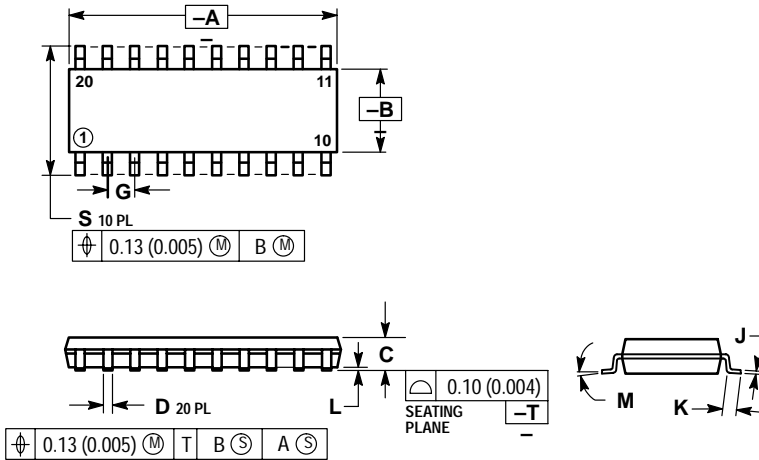 –A
–
20
11
–B
–
1
10
G
S 10 PL
⌖ 0.13 (0.005) Ⓜ B Ⓜ
C
D 20 PL
L
⌓ 0.10 (0.004)
SEATING
PLANE
–T
–
J
M
K
⌖ 0.13 (0.005) Ⓜ T B Ⓢ A Ⓢ